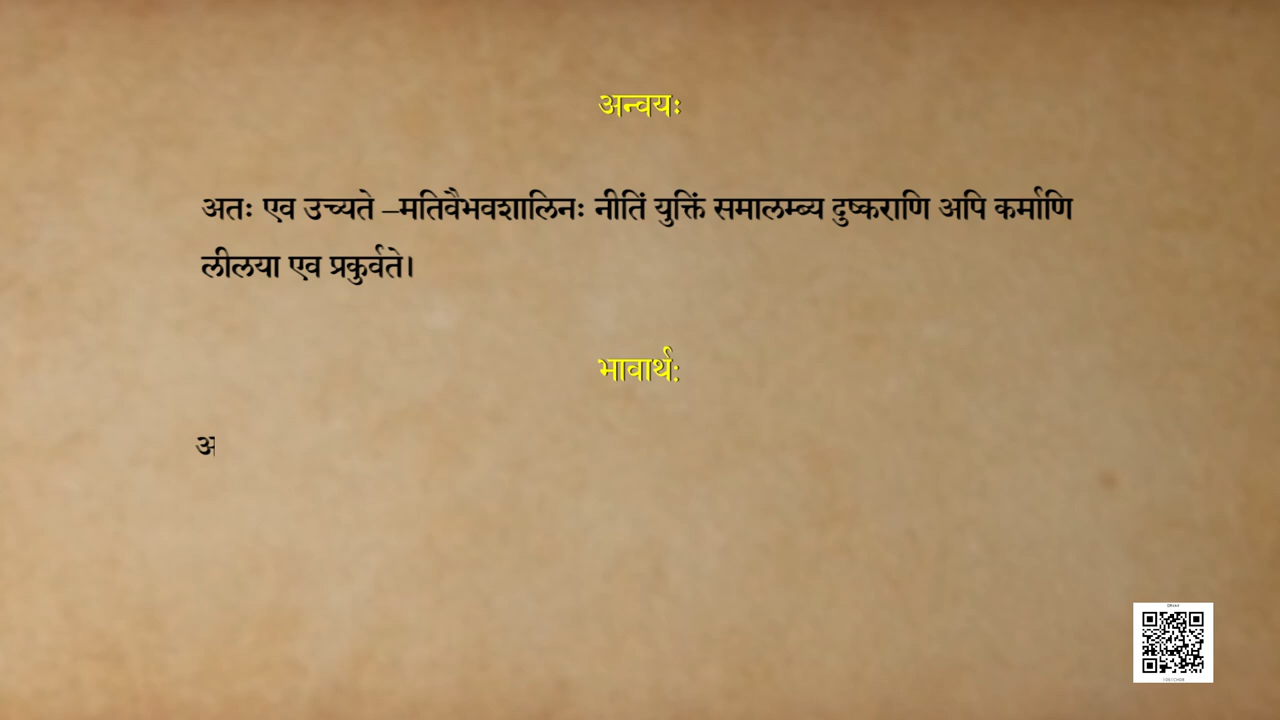 अन्वयः
अतः एव उच्यते –मतिवैभवशालिनः नीतिं युक्तिं समालम्ब्य दुष्कराणि अपि कर्माणि
लीलया एव प्रकुर्वते।
भावार्थ:
अ